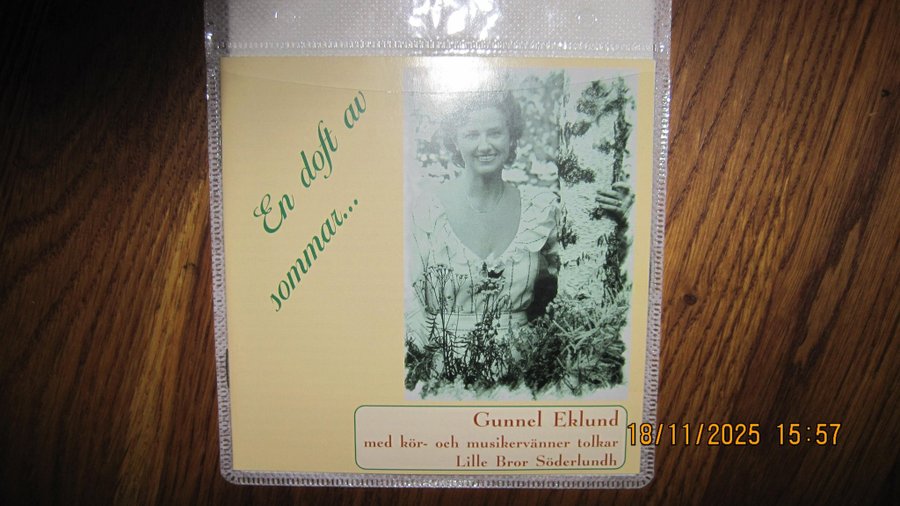 En doft av
sommar...
Gunnel Eklund
med kör- och musikervänner tolkar
Lille Bror Söderlundh
18/11/2025 15:57